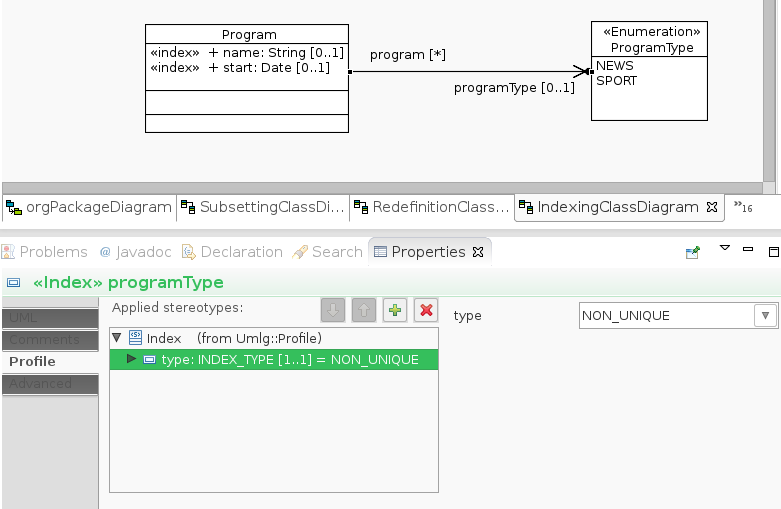 Program
«index» + name: String [0..1]
«index» + start: Date [0..1]
program [*]
programType [0..1]
«Enumeration»
ProgramType
NEWS
SPORT
orgPackageDiagram
SubsettingClassDi...
RedefinitionClass...
IndexingClassDiagram
»16
Problems
@ Javadoc
Declaration
Search
Properties
«Index» programType
UML
Comments
Profile
Advanced
Applied stereotypes:
Index (from Umlg::Profile)
type: INDEX_TYPE [1..1] = NON_UNIQUE
type
NON_UNIQUE